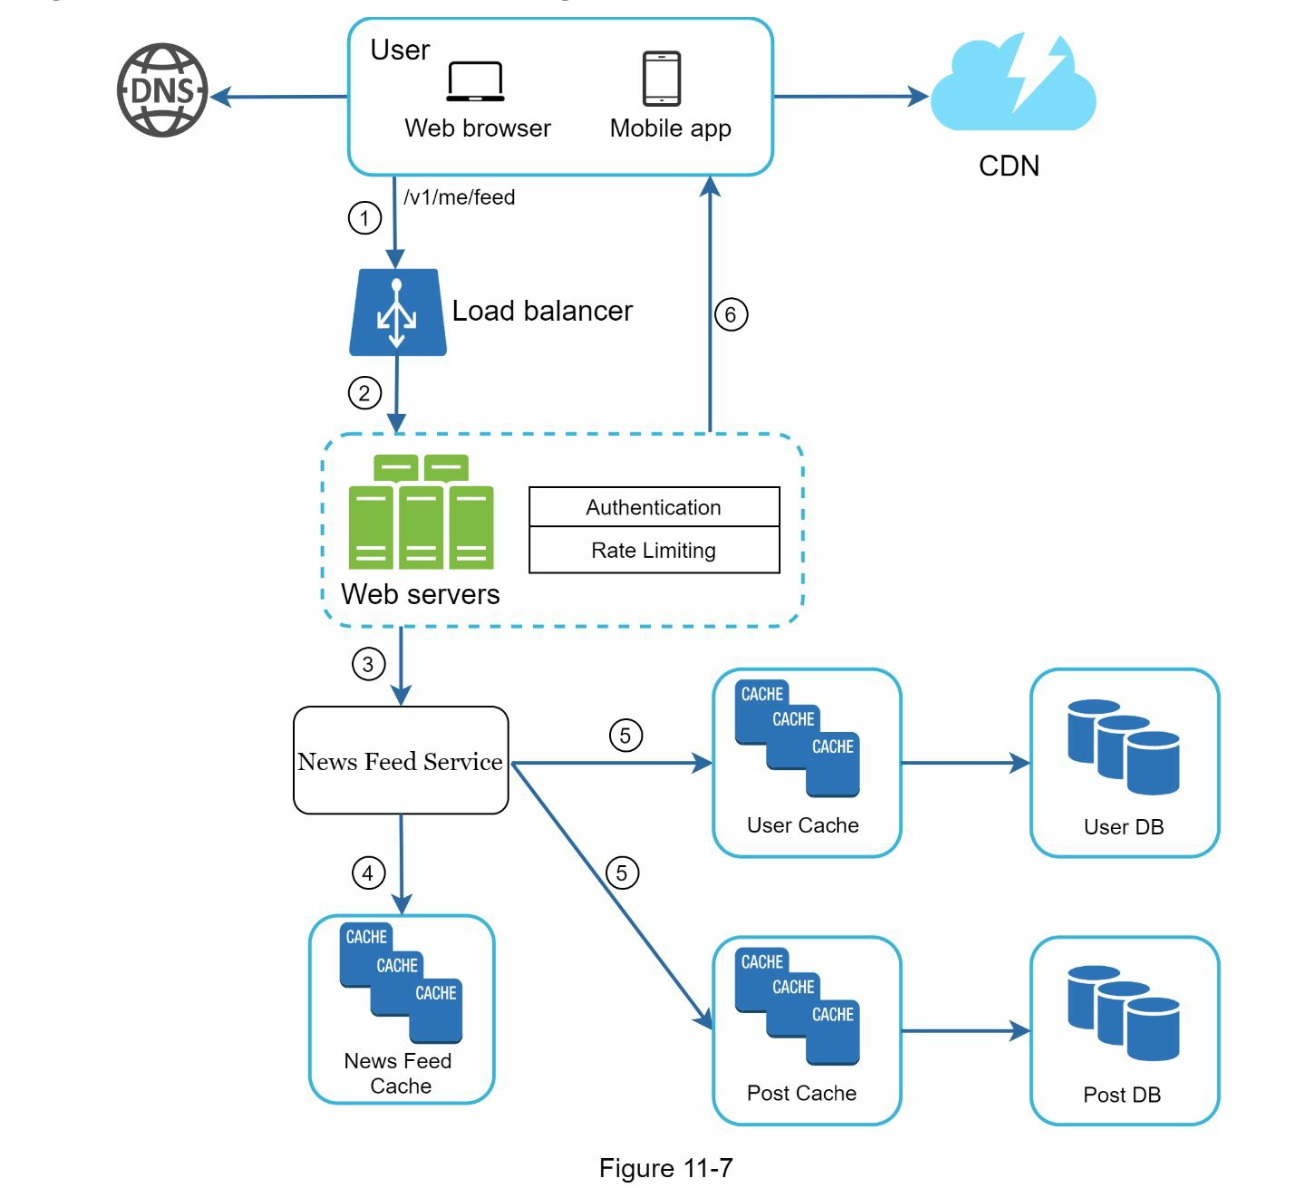 User
DNS
Web browser
Mobile app
CDN
/v1/me/feed
1
Load balancer
6
2
Authentication
Rate Limiting
Web servers
3
CACHE
CACHE
CACHE
5
News Feed Service
User Cache
User DB
4
5
CACHE
CACHE
CACHE
News Feed
Cache
CACHE
CACHE
CACHE
Post Cache
Post DB
Figure 11-7